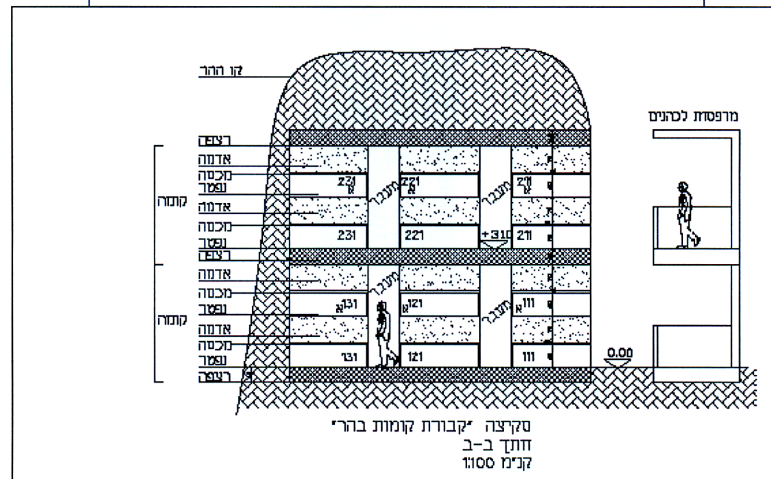 קו ההר
מרפסות לכהנים
רצפה
אדמה
מכסה
נפטר
אדמה
מכסה
נפטר
רצפה
אדמה
מכסה
נפטר
אדמה
מכסה
נפטר
רצפה
קומה
קומה
231 א
221 א
211 א
מעבר
מעבר
231
221
+310
211
131 א
121 א
111 א
מעבר
מעבר
131
121
111
0.00
סקיצה "קבורת קומות בהר"
חתך ב-ב
קנ"מ 1:100